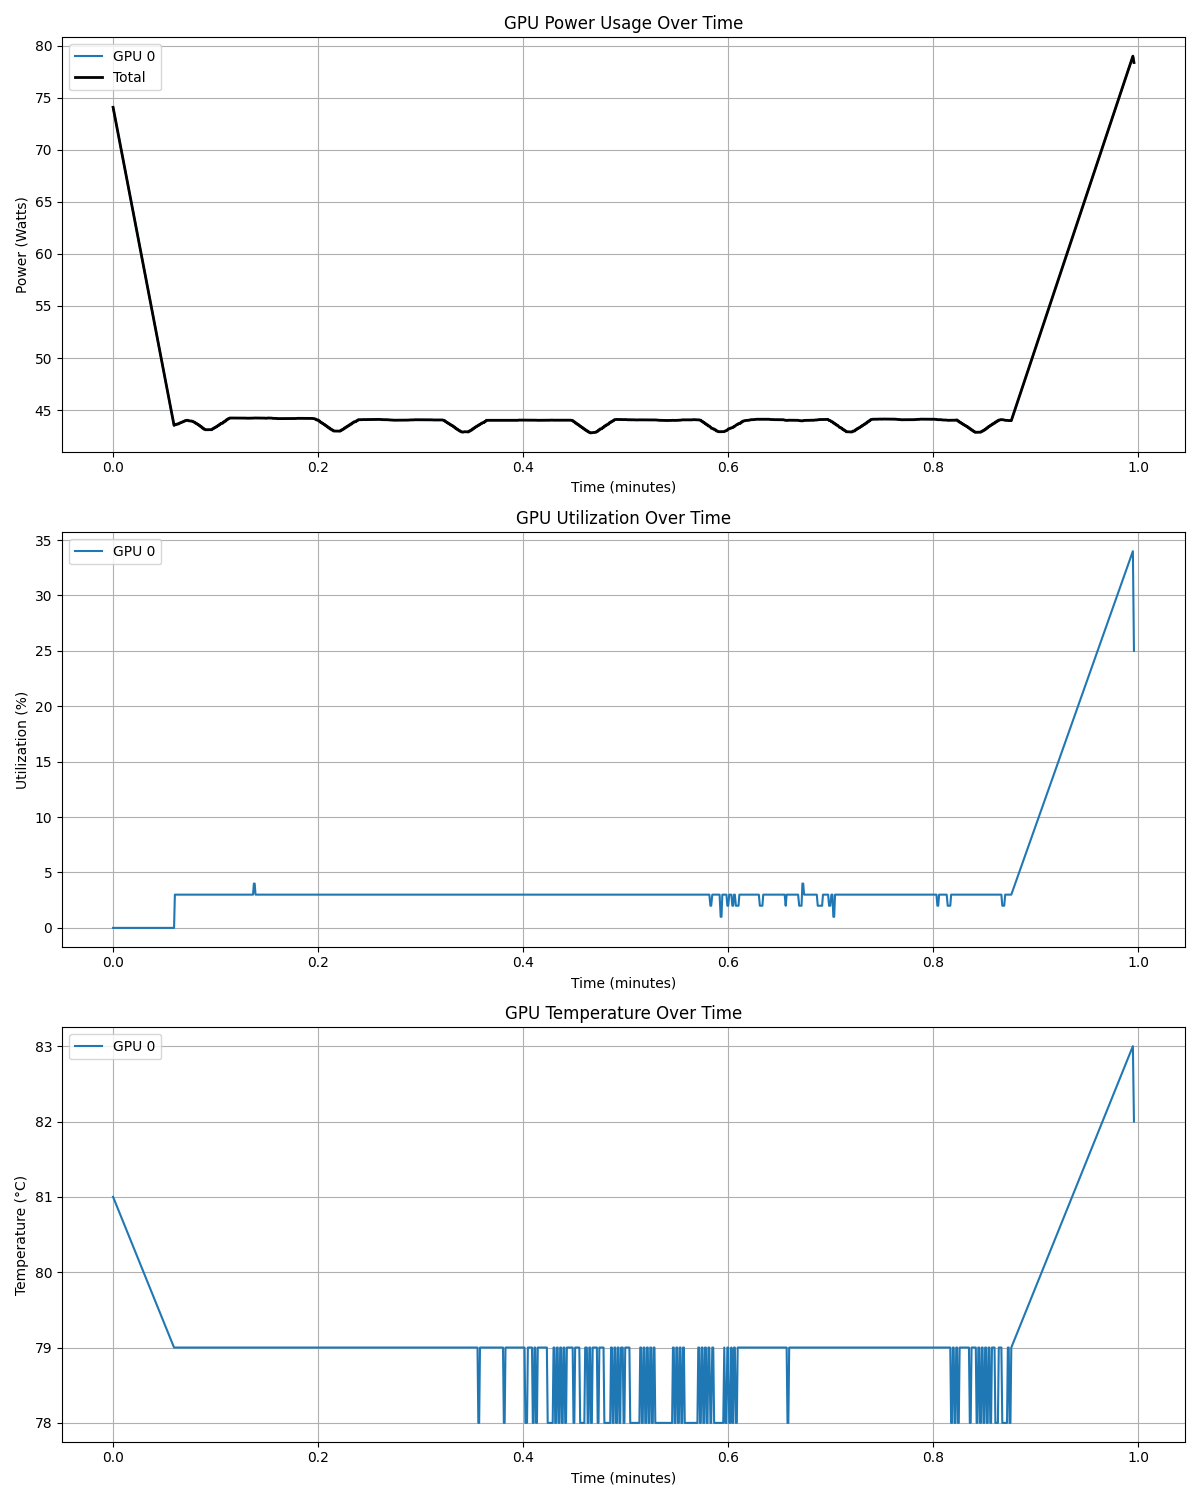 GPU Power Usage Over Time
GPU 0
Total
80
75
70
65
60
55
50
45
Power (Watts)
0.0 0.2 0.4 0.6 0.8 1.0
Time (minutes)
GPU Utilization Over Time
GPU 0
35
30
25
20
15
10
5
0
Utilization (%)
0.0 0.2 0.4 0.6 0.8 1.0
Time (minutes)
GPU Temperature Over Time
GPU 0
83
82
81
80
79
78
Temperature (°C)
0.0 0.2 0.4 0.6 0.8 1.0
Time (minutes)